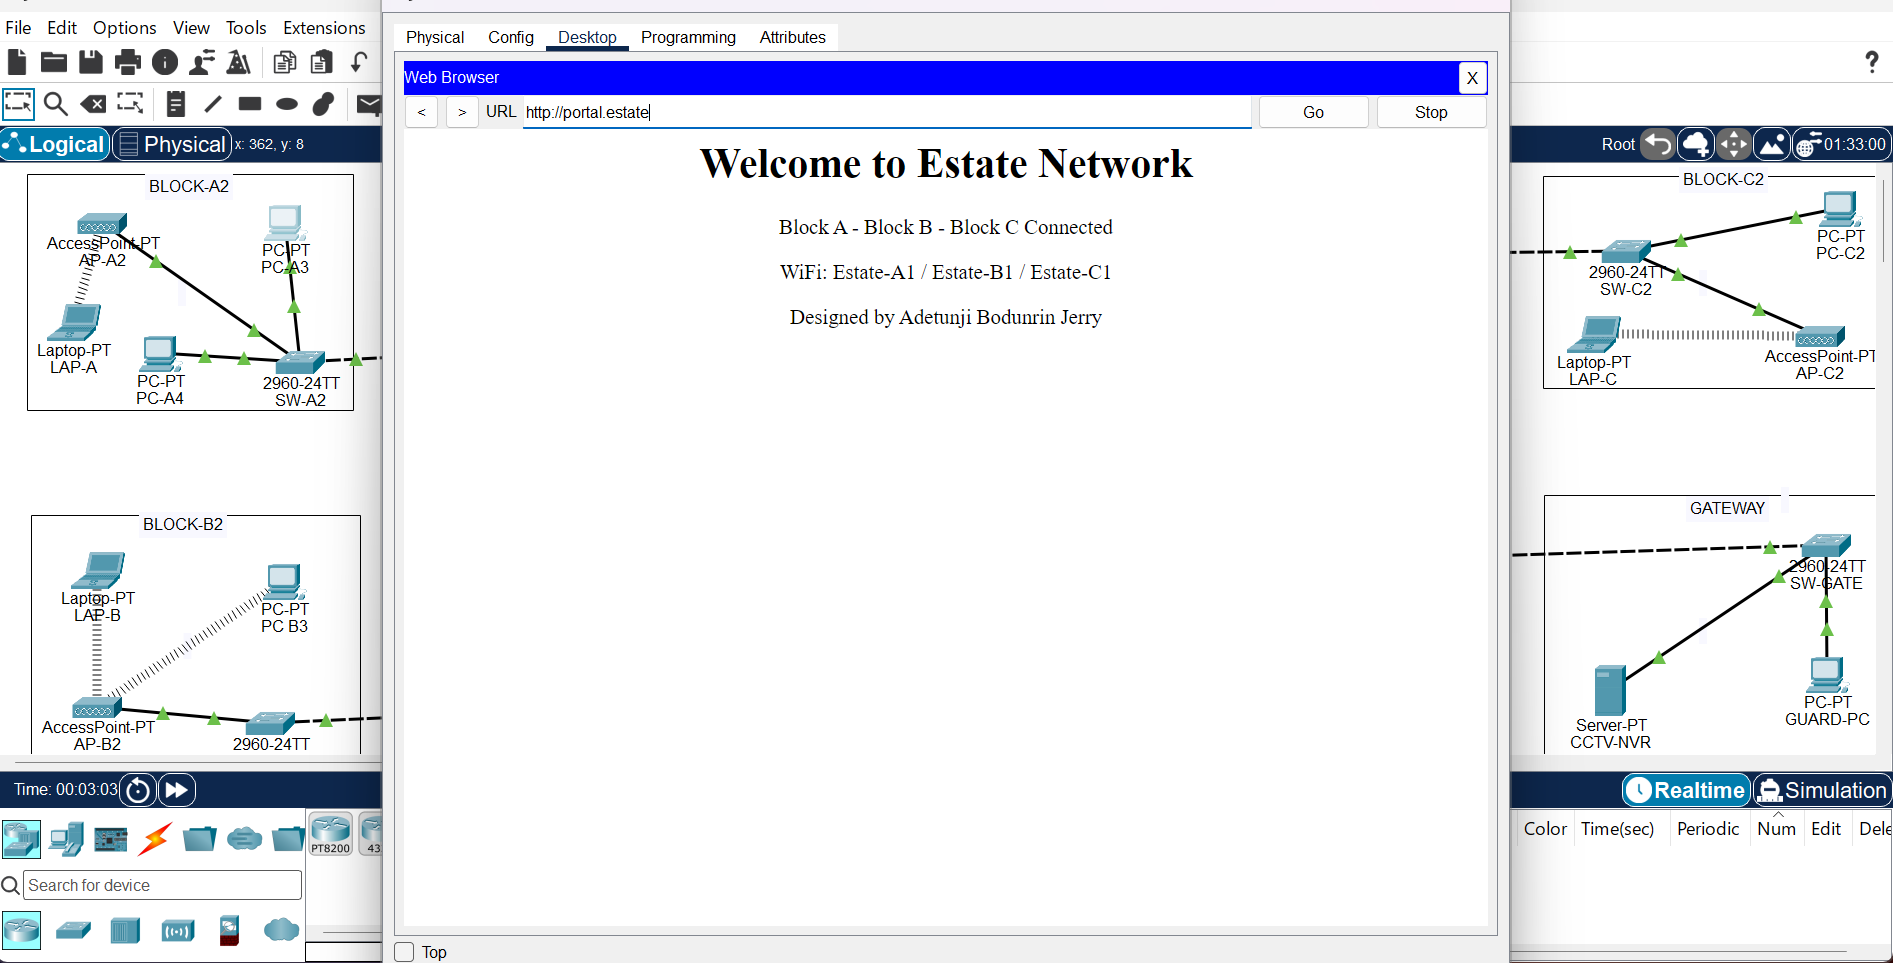 File Edit Options View Tools Extensions
Physical Config Desktop Programming Attributes
Web Browser X
< > URL http://portal.estate Go Stop
?
Logical Physical x: 362, y: 8
Root 01:33:00
Welcome to Estate Network
Block A - Block B - Block C Connected
WiFi: Estate-A1 / Estate-B1 / Estate-C1
Designed by Adetunji Bodunrin Jerry
BLOCK-A2
AccessPoint-PT
AP-A2
PC-PT
PC-A3
Laptop-PT
LAP-A
PC-PT
PC-A4
2960-24TT
SW-A2
BLOCK-B2
Laptop-PT
LAP-B
PC-PT
PC B3
AccessPoint-PT
AP-B2
2960-24TT
BLOCK-C2
PC-PT
PC-C2
2960-24TT
SW-C2
Laptop-PT
LAP-C
AccessPoint-PT
AP-C2
GATEWAY
2960-24TT
SW-GATE
Server-PT
CCTV-NVR
PC-PT
GUARD-PC
Time: 00:03:03
Realtime Simulation
PT8200 43
Search for device
Color Time(sec) Periodic Num Edit Dele
Top